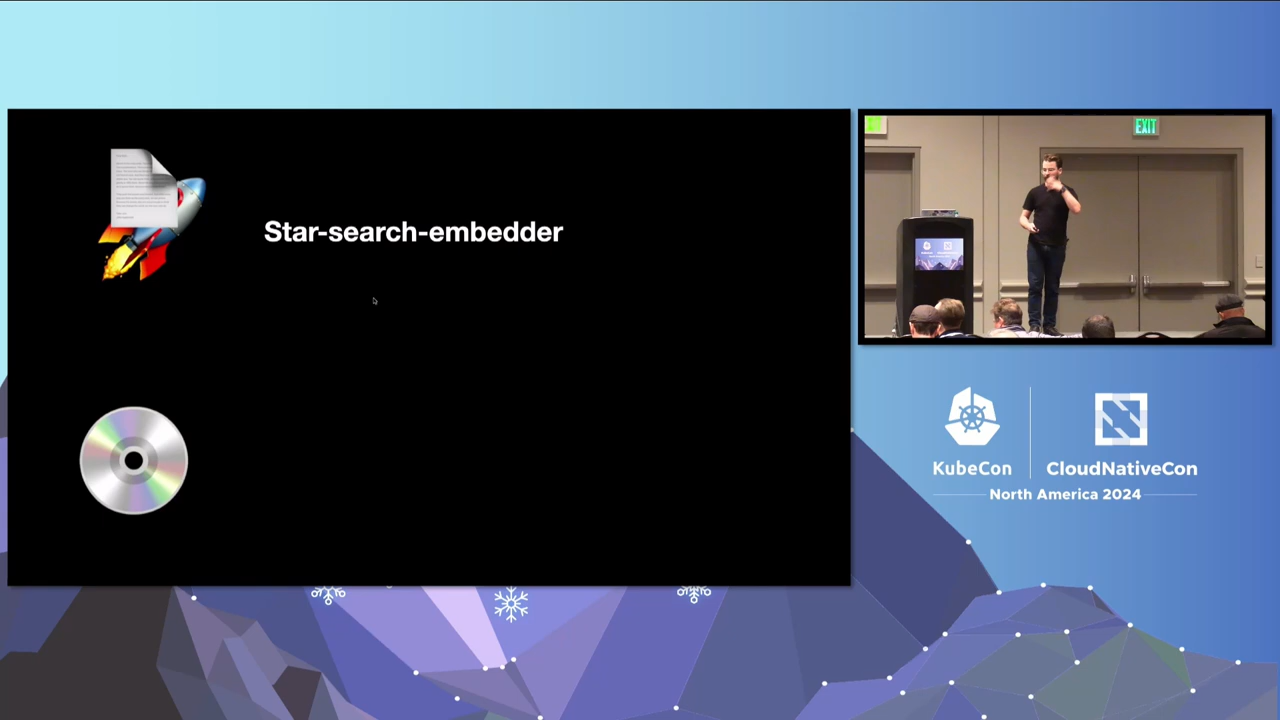 Star-search-embedder
EXIT
KubeCon
CloudNativeCon
North America 2024